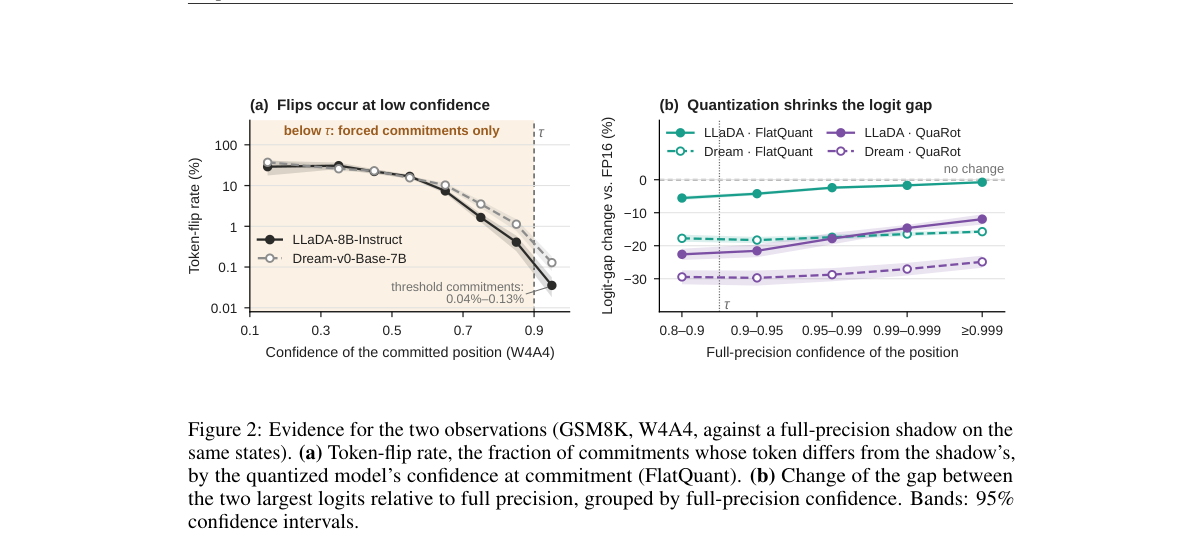 (a) Flips occur at low confidence
below τ: forced commitments only
τ
Token-flip rate (%)
100
10
1
0.1
0.01
LLaDA-8B-Instruct
Dream-v0-Base-7B
threshold commitments:
0.04%–0.13%
0.1 0.3 0.5 0.7 0.9
Confidence of the committed position (W4A4)
(b) Quantization shrinks the logit gap
Logit-gap change vs. FP16 (%)
LLaDA · FlatQuant LLaDA · QuaRot
Dream · FlatQuant Dream · QuaRot
no change
0
−10
−20
−30
τ
0.8–0.9 0.9–0.95 0.95–0.99 0.99–0.999 ≥0.999
Full-precision confidence of the position
Figure 2: Evidence for the two observations (GSM8K, W4A4, against a full-precision shadow on the
same states). (a) Token-flip rate, the fraction of commitments whose token differs from the shadow's,
by the quantized model's confidence at commitment (FlatQuant). (b) Change of the gap between
the two largest logits relative to full precision, grouped by full-precision confidence. Bands: 95%
confidence intervals.